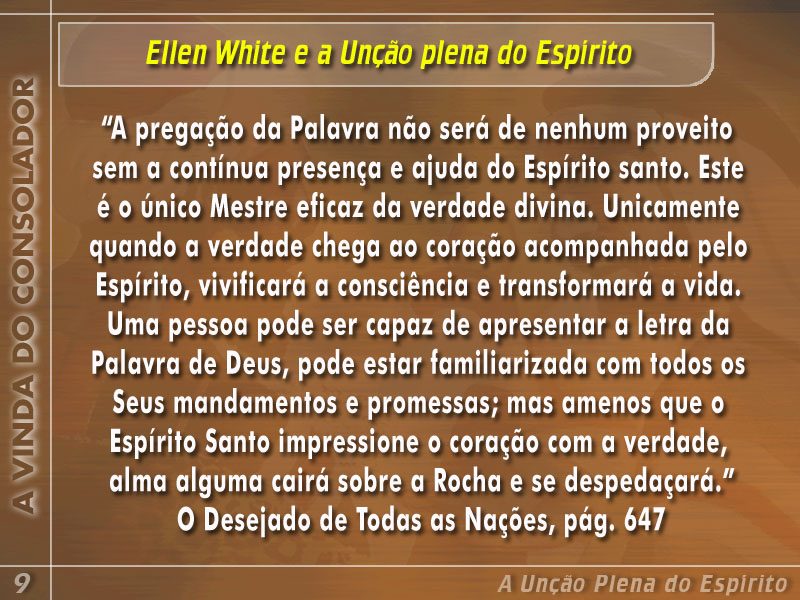 Ellen White e a Unção plena do Espírito
A VINDA DO CONSOLADOR
“A pregação da Palavra não será de nenhum proveito
sem a contínua presença e ajuda do Espírito santo. Este
é o único Mestre eficaz da verdade divina. Unicamente
quando a verdade chega ao coração acompanhada pelo
Espírito, vivificará a consciência e transformará a vida.
Uma pessoa pode ser capaz de apresentar a letra da
Palavra de Deus, pode estar familiarizada com todos os
Seus mandamentos e promessas; mas amenos que o
Espírito Santo impressione o coração com a verdade,
alma alguma cairá sobre a Rocha e se despedaçará.”
O Desejado de Todas as Nações, pág. 647
9
A Unção Plena do Espírito